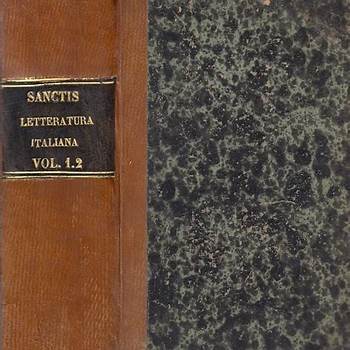 SANCTIS
LETTERATURA
ITALIANA
VOL. 1.2